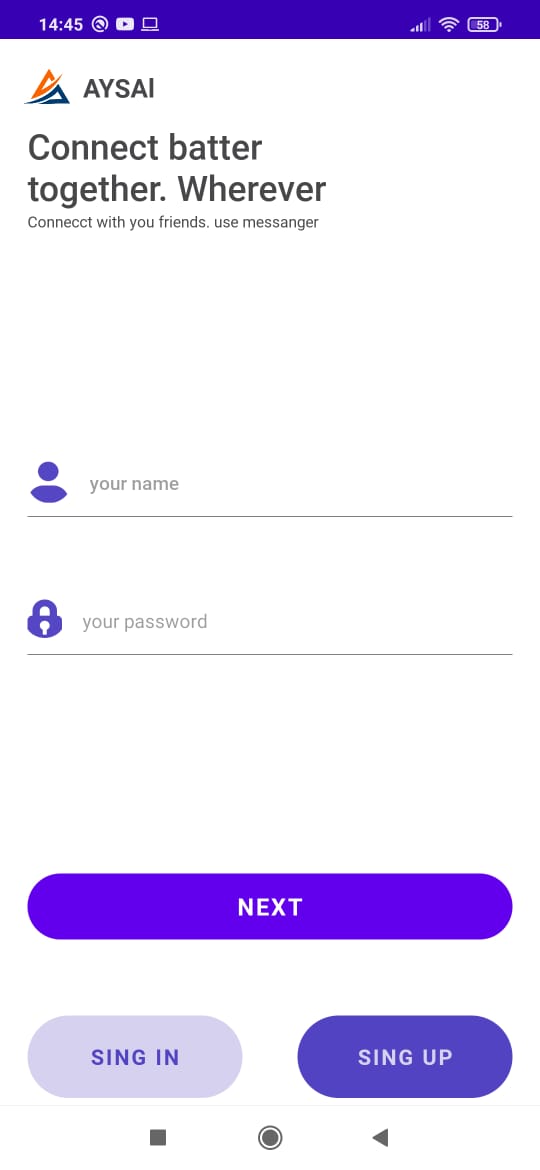 14:45
58
AYSAl
Connect batter
together. Wherever
Connecct with you friends. use messanger
your name
your password
NEXT
SING IN
SING UP